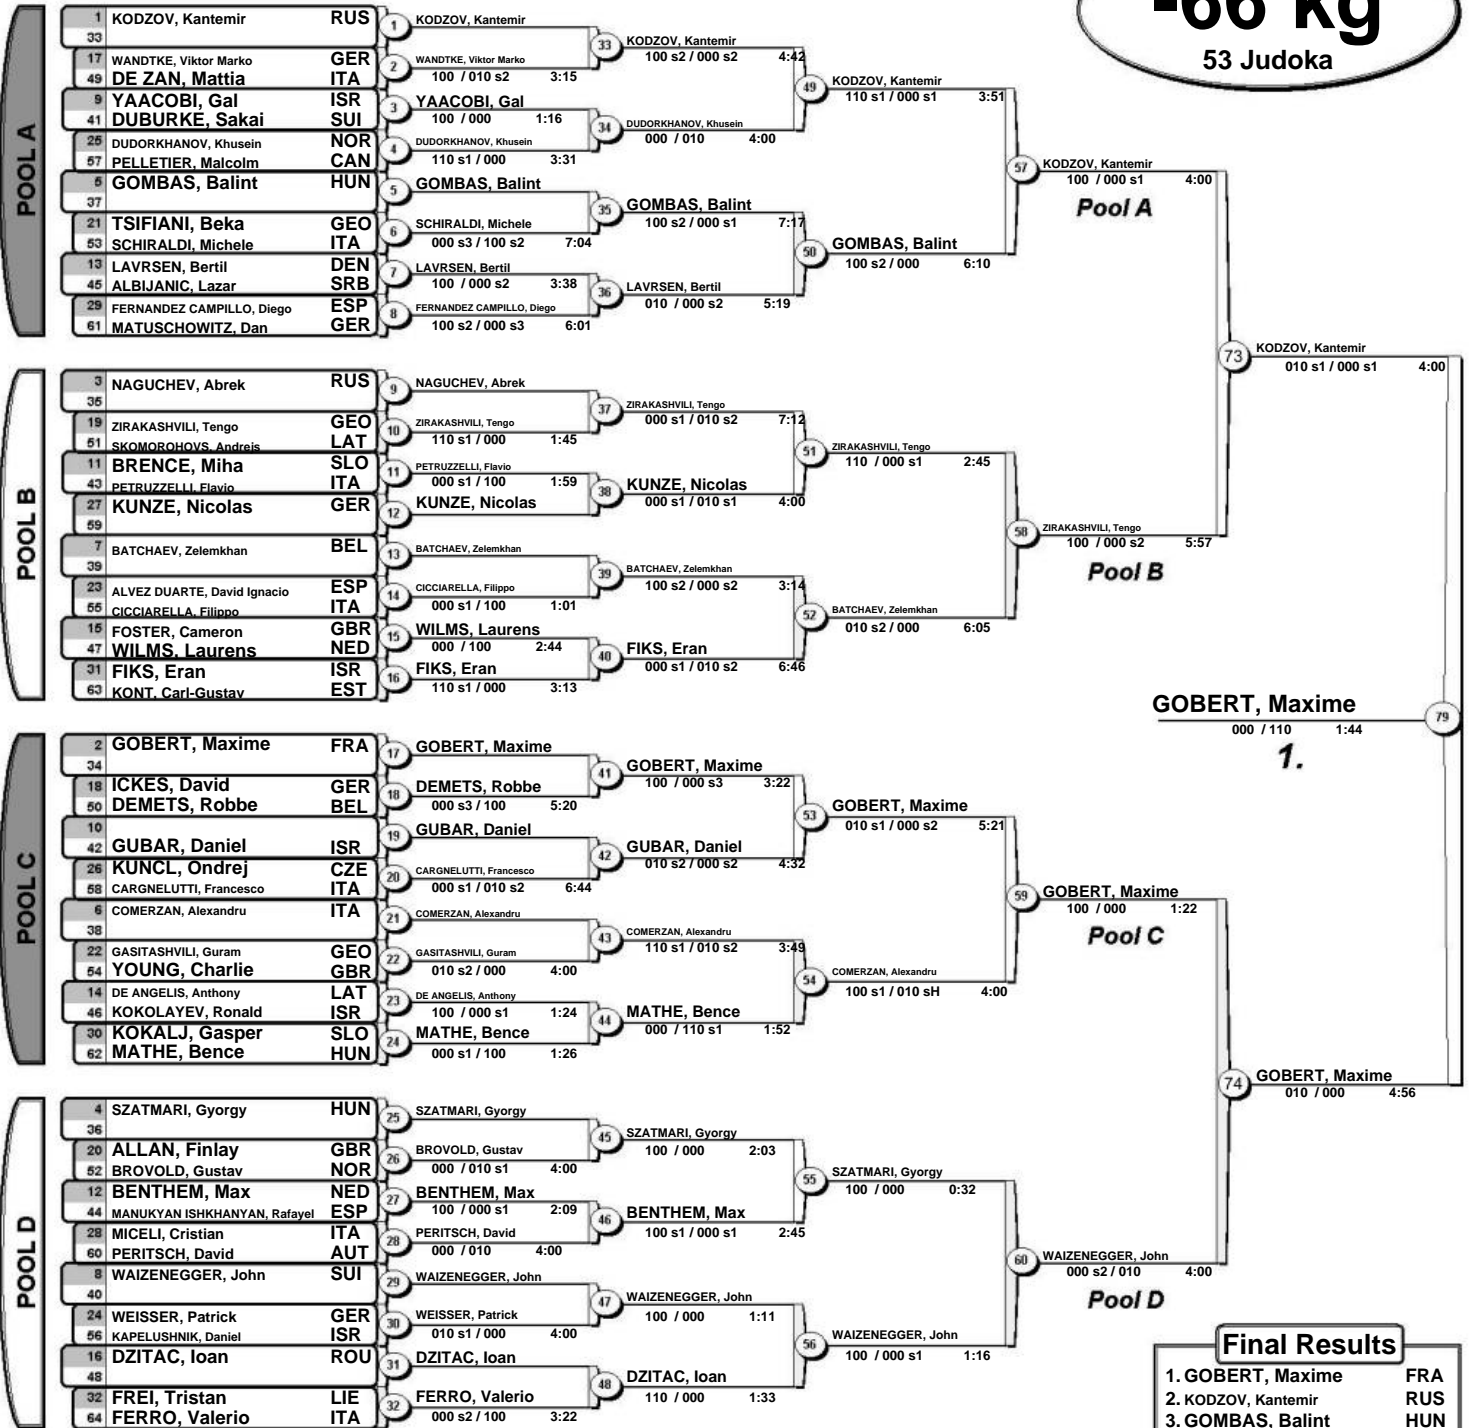 -66 kg
53 Judoka
POOL A
1 KODZOV, Kantemir RUS
33
17 WANDTKE, Viktor Marko GER
49 DE ZAN, Mattia ITA
9 YAACOBI, Gal ISR
41 DUBURKE, Sakai SUI
25 DUDORKHANOV, Khusein NOR
57 PELLETIER, Malcolm CAN
5 GOMBAS, Balint HUN
37
21 TSIFIANI, Beka GEO
53 SCHIRALDI, Michele ITA
13 LAVRSEN, Bertil DEN
45 ALBIJANIC, Lazar SRB
29 FERNANDEZ CAMPILLO, Diego ESP
61 MATUSCHOWITZ, Dan GER
1 KODZOV, Kantemir
2 WANDTKE, Viktor Marko
100 / 010 s2 3:15
3 YAACOBI, Gal
100 / 000 1:16
4 DUDORKHANOV, Khusein
110 s1 / 000 3:31
5 GOMBAS, Balint
6 SCHIRALDI, Michele
000 s3 / 100 s2 7:04
7 LAVRSEN, Bertil
100 / 000 s2 3:38
8 FERNANDEZ CAMPILLO, Diego
100 s2 / 000 s3 6:01
33 KODZOV, Kantemir
100 s2 / 000 s2 4:42
34 DUDORKHANOV, Khusein
000 / 010 4:00
35 GOMBAS, Balint
100 s2 / 000 s1 7:17
36 LAVRSEN, Bertil
010 / 000 s2 5:19
49 KODZOV, Kantemir
110 s1 / 000 s1 3:51
50 GOMBAS, Balint
100 s2 / 000 6:10
57 KODZOV, Kantemir
100 / 000 s1 4:00
Pool A
POOL B
3 NAGUCHEV, Abrek RUS
35
19 ZIRAKASHVILI, Tengo GEO
51 SKOMOROHOVS, Andrejs LAT
11 BRENCE, Miha SLO
43 PETRUZZELLI, Flavio ITA
27 KUNZE, Nicolas GER
59
7 BATCHAEV, Zelemkhan BEL
39
23 ALVEZ DUARTE, David Ignacio ESP
55 CICCIARELLA, Filippo ITA
15 FOSTER, Cameron GBR
47 WILMS, Laurens NED
31 FIKS, Eran ISR
63 KONT, Carl-Gustav EST
9 NAGUCHEV, Abrek
10 ZIRAKASHVILI, Tengo
110 s1 / 000 1:45
11 PETRUZZELLI, Flavio
000 s1 / 100 1:59
12 KUNZE, Nicolas
13 BATCHAEV, Zelemkhan
14 CICCIARELLA, Filippo
000 s1 / 100 1:01
15 WILMS, Laurens
000 / 100 2:44
16 FIKS, Eran
110 s1 / 000 3:13
37 ZIRAKASHVILI, Tengo
000 s1 / 010 s2 7:12
38 KUNZE, Nicolas
000 s1 / 010 s1 4:00
39 BATCHAEV, Zelemkhan
100 s2 / 000 s2 3:14
40 FIKS, Eran
000 s1 / 010 s2 6:46
51 ZIRAKASHVILI, Tengo
110 / 000 s1 2:45
52 BATCHAEV, Zelemkhan
010 s2 / 000 6:05
58 ZIRAKASHVILI, Tengo
100 / 000 s2 5:57
Pool B
73 KODZOV, Kantemir
010 s1 / 000 s1 4:00
GOBERT, Maxime 79
000 / 110 1:44
1.
POOL C
2 GOBERT, Maxime FRA
34
18 ICKES, David GER
50 DEMETS, Robbe BEL
10
42 GUBAR, Daniel ISR
26 KUNCL, Ondrej CZE
58 CARGNELUTTI, Francesco ITA
6 COMERZAN, Alexandru ITA
38
22 GASITASHVILI, Guram GEO
54 YOUNG, Charlie GBR
14 DE ANGELIS, Anthony LAT
46 KOKOLAYEV, Ronald ISR
30 KOKALJ, Gasper SLO
62 MATHE, Bence HUN
17 GOBERT, Maxime
18 DEMETS, Robbe
000 s3 / 100 5:20
19 GUBAR, Daniel
20 CARGNELUTTI, Francesco
000 s1 / 010 s2 6:44
21 COMERZAN, Alexandru
22 GASITASHVILI, Guram
010 s2 / 000 4:00
23 DE ANGELIS, Anthony
100 / 000 s1 1:24
24 MATHE, Bence
000 s1 / 100 1:26
41 GOBERT, Maxime
100 / 000 s3 3:22
42 GUBAR, Daniel
010 s2 / 000 s2 4:32
43 COMERZAN, Alexandru
110 s1 / 010 s2 3:49
44 MATHE, Bence
000 / 110 s1 1:52
53 GOBERT, Maxime
010 s1 / 000 s2 5:21
54 COMERZAN, Alexandru
100 s1 / 010 sH 4:00
59 GOBERT, Maxime
100 / 000 1:22
Pool C
POOL D
4 SZATMARI, Gyorgy HUN
36
20 ALLAN, Finlay GBR
52 BROVOLD, Gustav NOR
12 BENTHEM, Max NED
44 MANUKYAN ISHKHANYAN, Rafayel ESP
28 MICELI, Cristian ITA
60 PERITSCH, David AUT
8 WAIZENEGGER, John SUI
40
24 WEISSER, Patrick GER
56 KAPELUSHNIK, Daniel ISR
16 DZITAC, Ioan ROU
48
32 FREI, Tristan LIE
64 FERRO, Valerio ITA
25 SZATMARI, Gyorgy
26 BROVOLD, Gustav
000 / 010 s1 4:00
27 BENTHEM, Max
100 / 000 s1 2:09
28 PERITSCH, David
000 / 010 4:00
29 WAIZENEGGER, John
30 WEISSER, Patrick
010 s1 / 000 4:00
31 DZITAC, Ioan
32 FERRO, Valerio
000 s2 / 100 3:22
45 SZATMARI, Gyorgy
100 / 000 2:03
46 BENTHEM, Max
100 s1 / 000 s1 2:45
47 WAIZENEGGER, John
100 / 000 1:11
48 DZITAC, Ioan
110 / 000 1:33
55 SZATMARI, Gyorgy
100 / 000 0:32
56 WAIZENEGGER, John
100 / 000 s1 1:16
60 WAIZENEGGER, John
000 s2 / 010 4:00
Pool D
74 GOBERT, Maxime
010 / 000 4:56
Final Results
1. GOBERT, Maxime FRA
2. KODZOV, Kantemir RUS
3. GOMBAS, Balint HUN